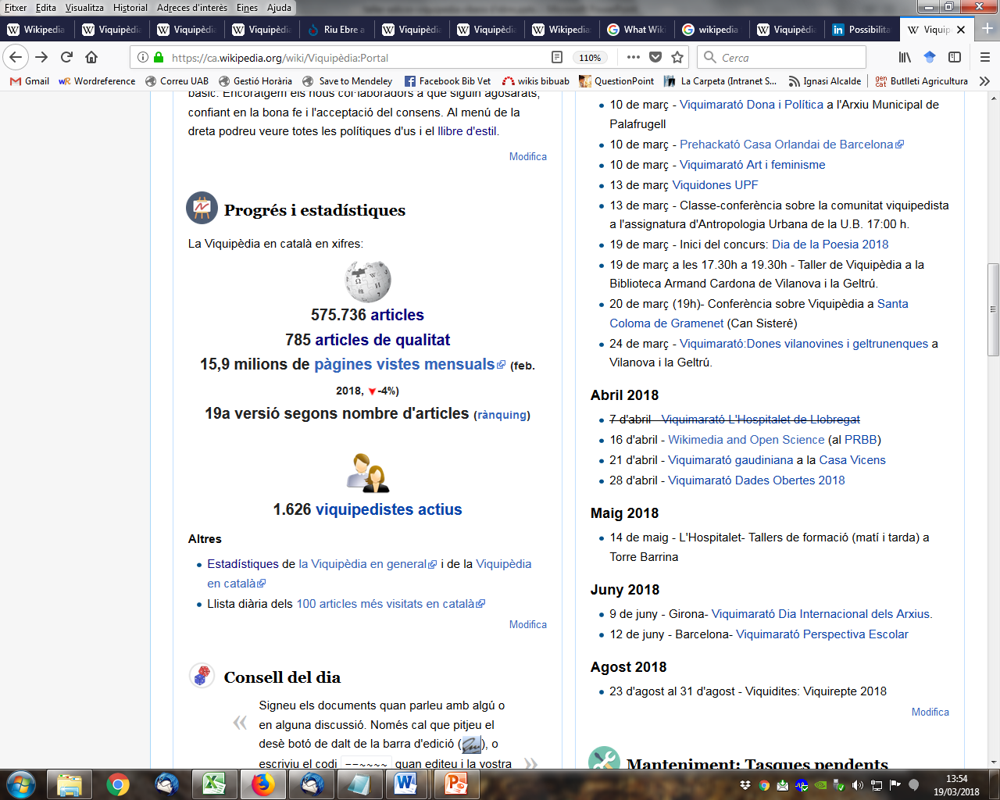 Fitxer Edita Visualitza Historial Adreces d'interès Eines Ajuda
Wikipedia Viquipèdi Viquipèdi Viquipèdi Riu Ebre a Viquipèdi Viquipèdi Wikipedia: What Wiki wikipedia Viquipèdi Possibilita Viquip
https://ca.wikipedia.org/wiki/Viquipèdia:Portal 110% Cerca
Gmail Wordreference Correu UAB Gestió Horària Save to Mendeley Facebook Bib Vet wikis bibuab QuestionPoint La Carpeta (Intranet S... Ignasi Alcalde Butlletí Agricultura
bàsic. Encoratgem els nous col·laboradors a que siguin agosarats,
confiant en la bona fe i l'acceptació del consens. Al menú de la
dreta podreu veure totes les polítiques d'us i el llibre d'estil.
Modifica
Progrés i estadístiques
La Viquipèdia en català en xifres:
575.736 articles
785 articles de qualitat
15,9 milions de pàgines vistes mensuals (feb.
2018, -4%)
19a versió segons nombre d'articles (rànquing)
1.626 viquipedistes actius
Altres
Estadístiques de la Viquipèdia en general i de la Viquipèdia
en català
Llista diària dels 100 articles més visitats en català
Modifica
Consell del dia
« Signeu els documents quan parleu amb algú o
en alguna discussió. Només cal que pitjeu el
desè botó de dalt de la barra d'edició ( ), o
escriviu el codi --~~~~ quan editeu i la vostra »
10 de març - Viquimarató Dona i Política a l'Arxiu Municipal de
Palafrugell
10 de març - Prehackató Casa Orlandai de Barcelona
10 de març - Viquimarató Art i feminisme
13 de març Viquidones UPF
13 de març - Classe-conferència sobre la comunitat viquipedista
a l'assignatura d'Antropologia Urbana de la U.B. 17:00 h.
19 de març - Inici del concurs: Dia de la Poesia 2018
19 de març a les 17.30h a 19.30h - Taller de Viquipèdia a la
Biblioteca Armand Cardona de Vilanova i la Geltrú.
20 de març (19h)- Conferència sobre Viquipèdia a Santa
Coloma de Gramenet (Can Sisteré)
24 de març - Viquimarató:Dones vilanovines i geltrunenques a
Vilanova i la Geltrú.
Abril 2018
7 d'abril - Viquimarató L'Hospitalet de Llobregat
16 d'abril - Wikimedia and Open Science (al PRBB)
21 d'abril - Viquimarató gaudiniana a la Casa Vicens
28 d'abril - Viquimarató Dades Obertes 2018
Maig 2018
14 de maig - L'Hospitalet- Tallers de formació (matí i tarda) a
Torre Barrina
Juny 2018
9 de juny - Girona- Viquimarató Dia Internacional dels Arxius.
12 de juny - Barcelona- Viquimarató Perspectiva Escolar
Agost 2018
23 d'agost al 31 d'agost - Viquidites: Viquirepte 2018
Modifica
Manteniment: Tasques pendents
13:54
19/03/2018